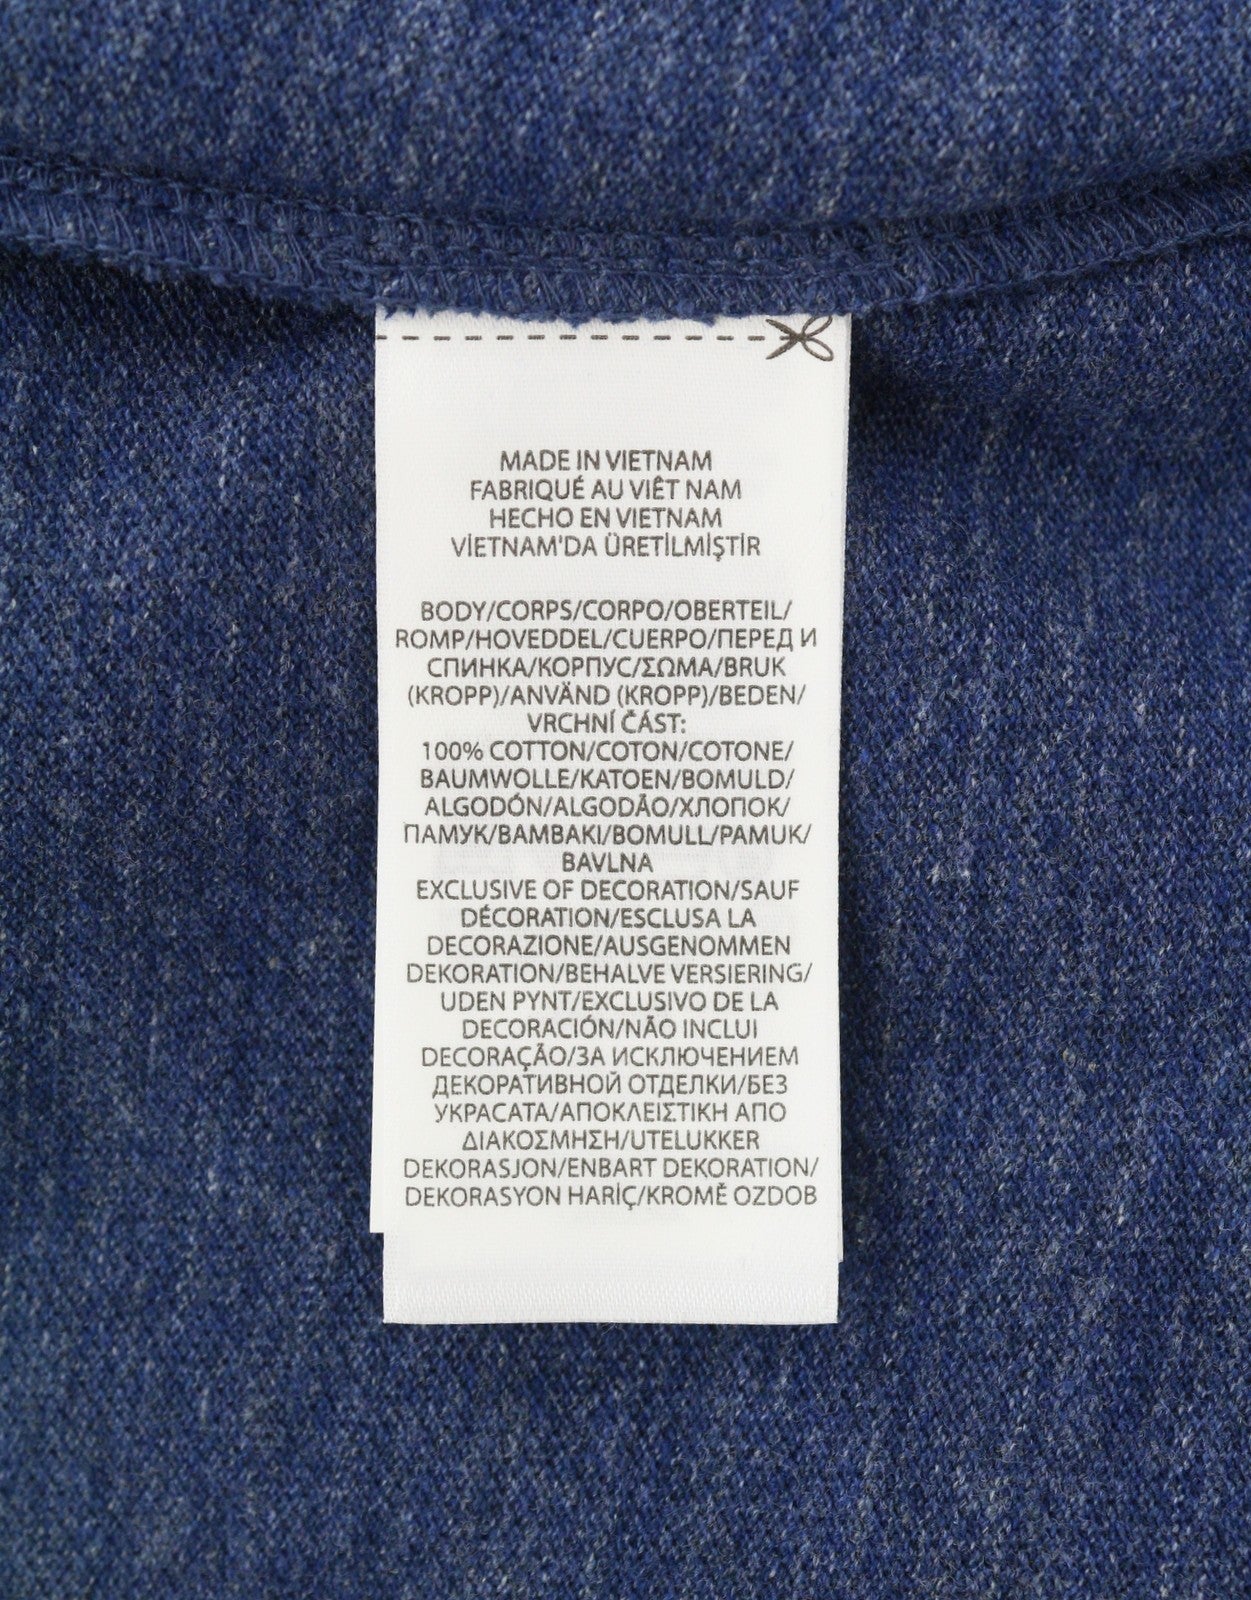 MADE IN VIETNAM
FABRIQUÉ AU VIÊT NAM
HECHO EN VIETNAM
VİETNAM'DA ÜRETİLMİŞTİR
BODY/CORPS/CORPO/OBERTEIL/
ROMP/HOVEDDEL/CUERPO/ПЕРЕД И
СПИНКА/КОРПУС/ΣΩΜΑ/BRUK
(KROPP)/ANVÄND (KROPP)/BEDEN/
VRCHNÍ ČÁST:
100% COTTON/COTON/COTONE/
BAUMWOLLE/KATOEN/BOMULD/
ALGODÓN/ALGODÃO/ХЛОПОК/
ПАМУК/ΒΑΜΒΑΚΙ/BOMULL/PAMUK/
BAVLNA
EXCLUSIVE OF DECORATION/SAUF
DÉCORATION/ESCLUSA LA
DECORAZIONE/AUSGENOMMEN
DEKORATION/BEHALVE VERSIERING/
UDEN PYNT/EXCLUSIVO DE LA
DECORACIÓN/NÃO INCLUI
DECORAÇÃO/ЗА ИСКЛЮЧЕНИЕМ
ДЕКОРАТИВНОЙ ОТДЕЛКИ/БЕЗ
УКРАСАТА/ΑΠΟΚΛΕΙΣΤΙΚΗ ΑΠΟ
ΔΙΑΚΟΣΜΗΣΗ/UTELUKKER
DEKORASJON/ENBART DEKORATION/
DEKORASYON HARİÇ/KROMĚ OZDOB